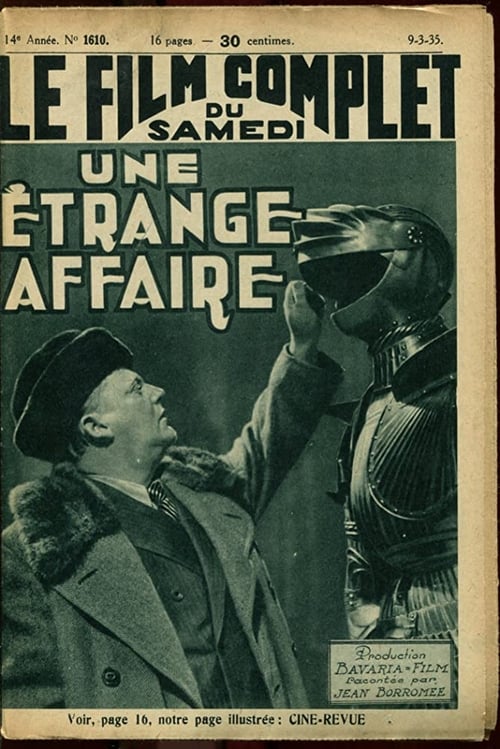 14e Année. No 1610. 16 pages — 30 centimes. 9-3-35.
LE FILM COMPLET
DU
SAMEDI
UNE
ÉTRANGE
AFFAIRE
Production
BAVARIA=FILM
racontée par
JEAN BORROMÉE
Voir, page 16, notre page illustrée : CINE-REVUE